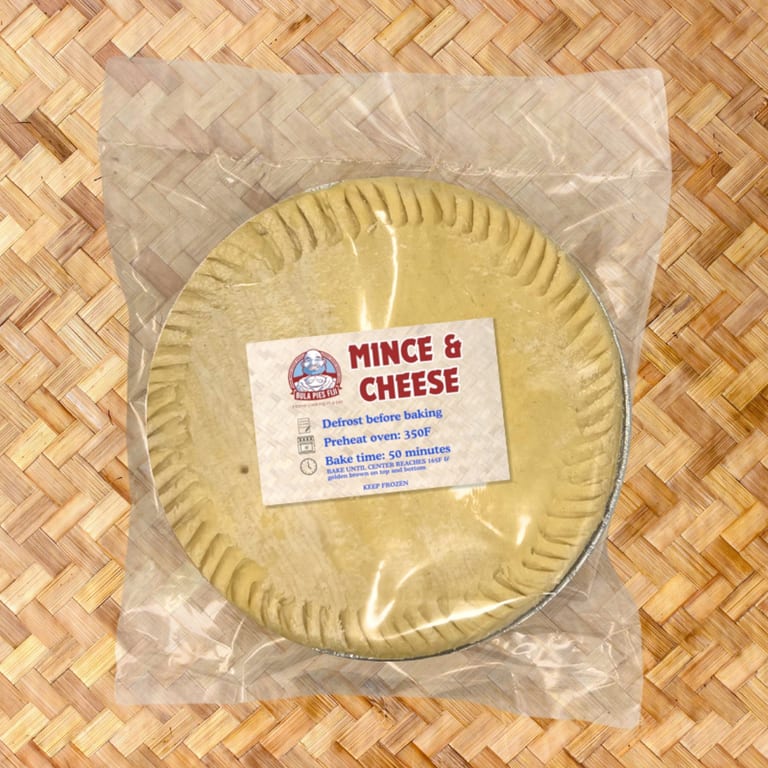 MINCE &
CHEESE
BULA PIES FIJI
Defrost before baking
Preheat oven: 350F
Bake time: 50 minutes
BAKE UNTIL CENTER REACHES 165F &
golden brown on top and bottom
KEEP FROZEN